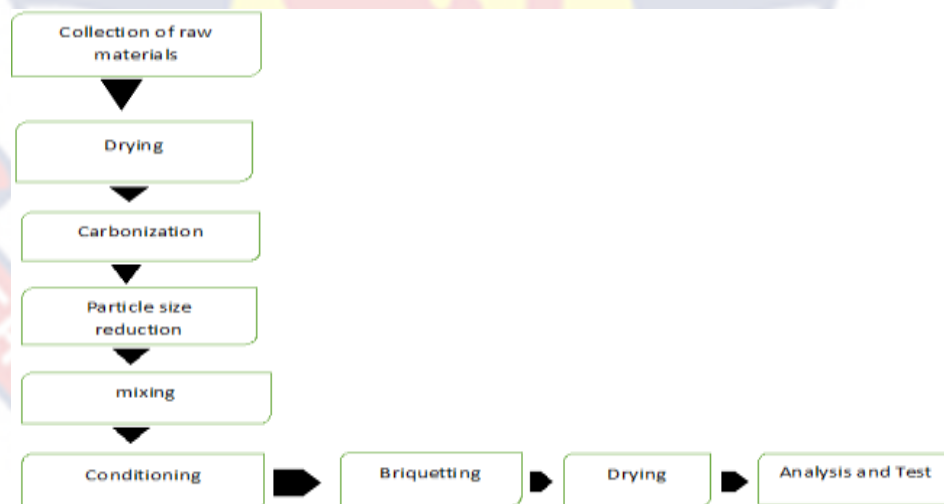 Collection of raw
materials
Drying
Carbonization
Particle size
reduction
mixing
Conditioning
Briquetting
Drying
Analysis and Test